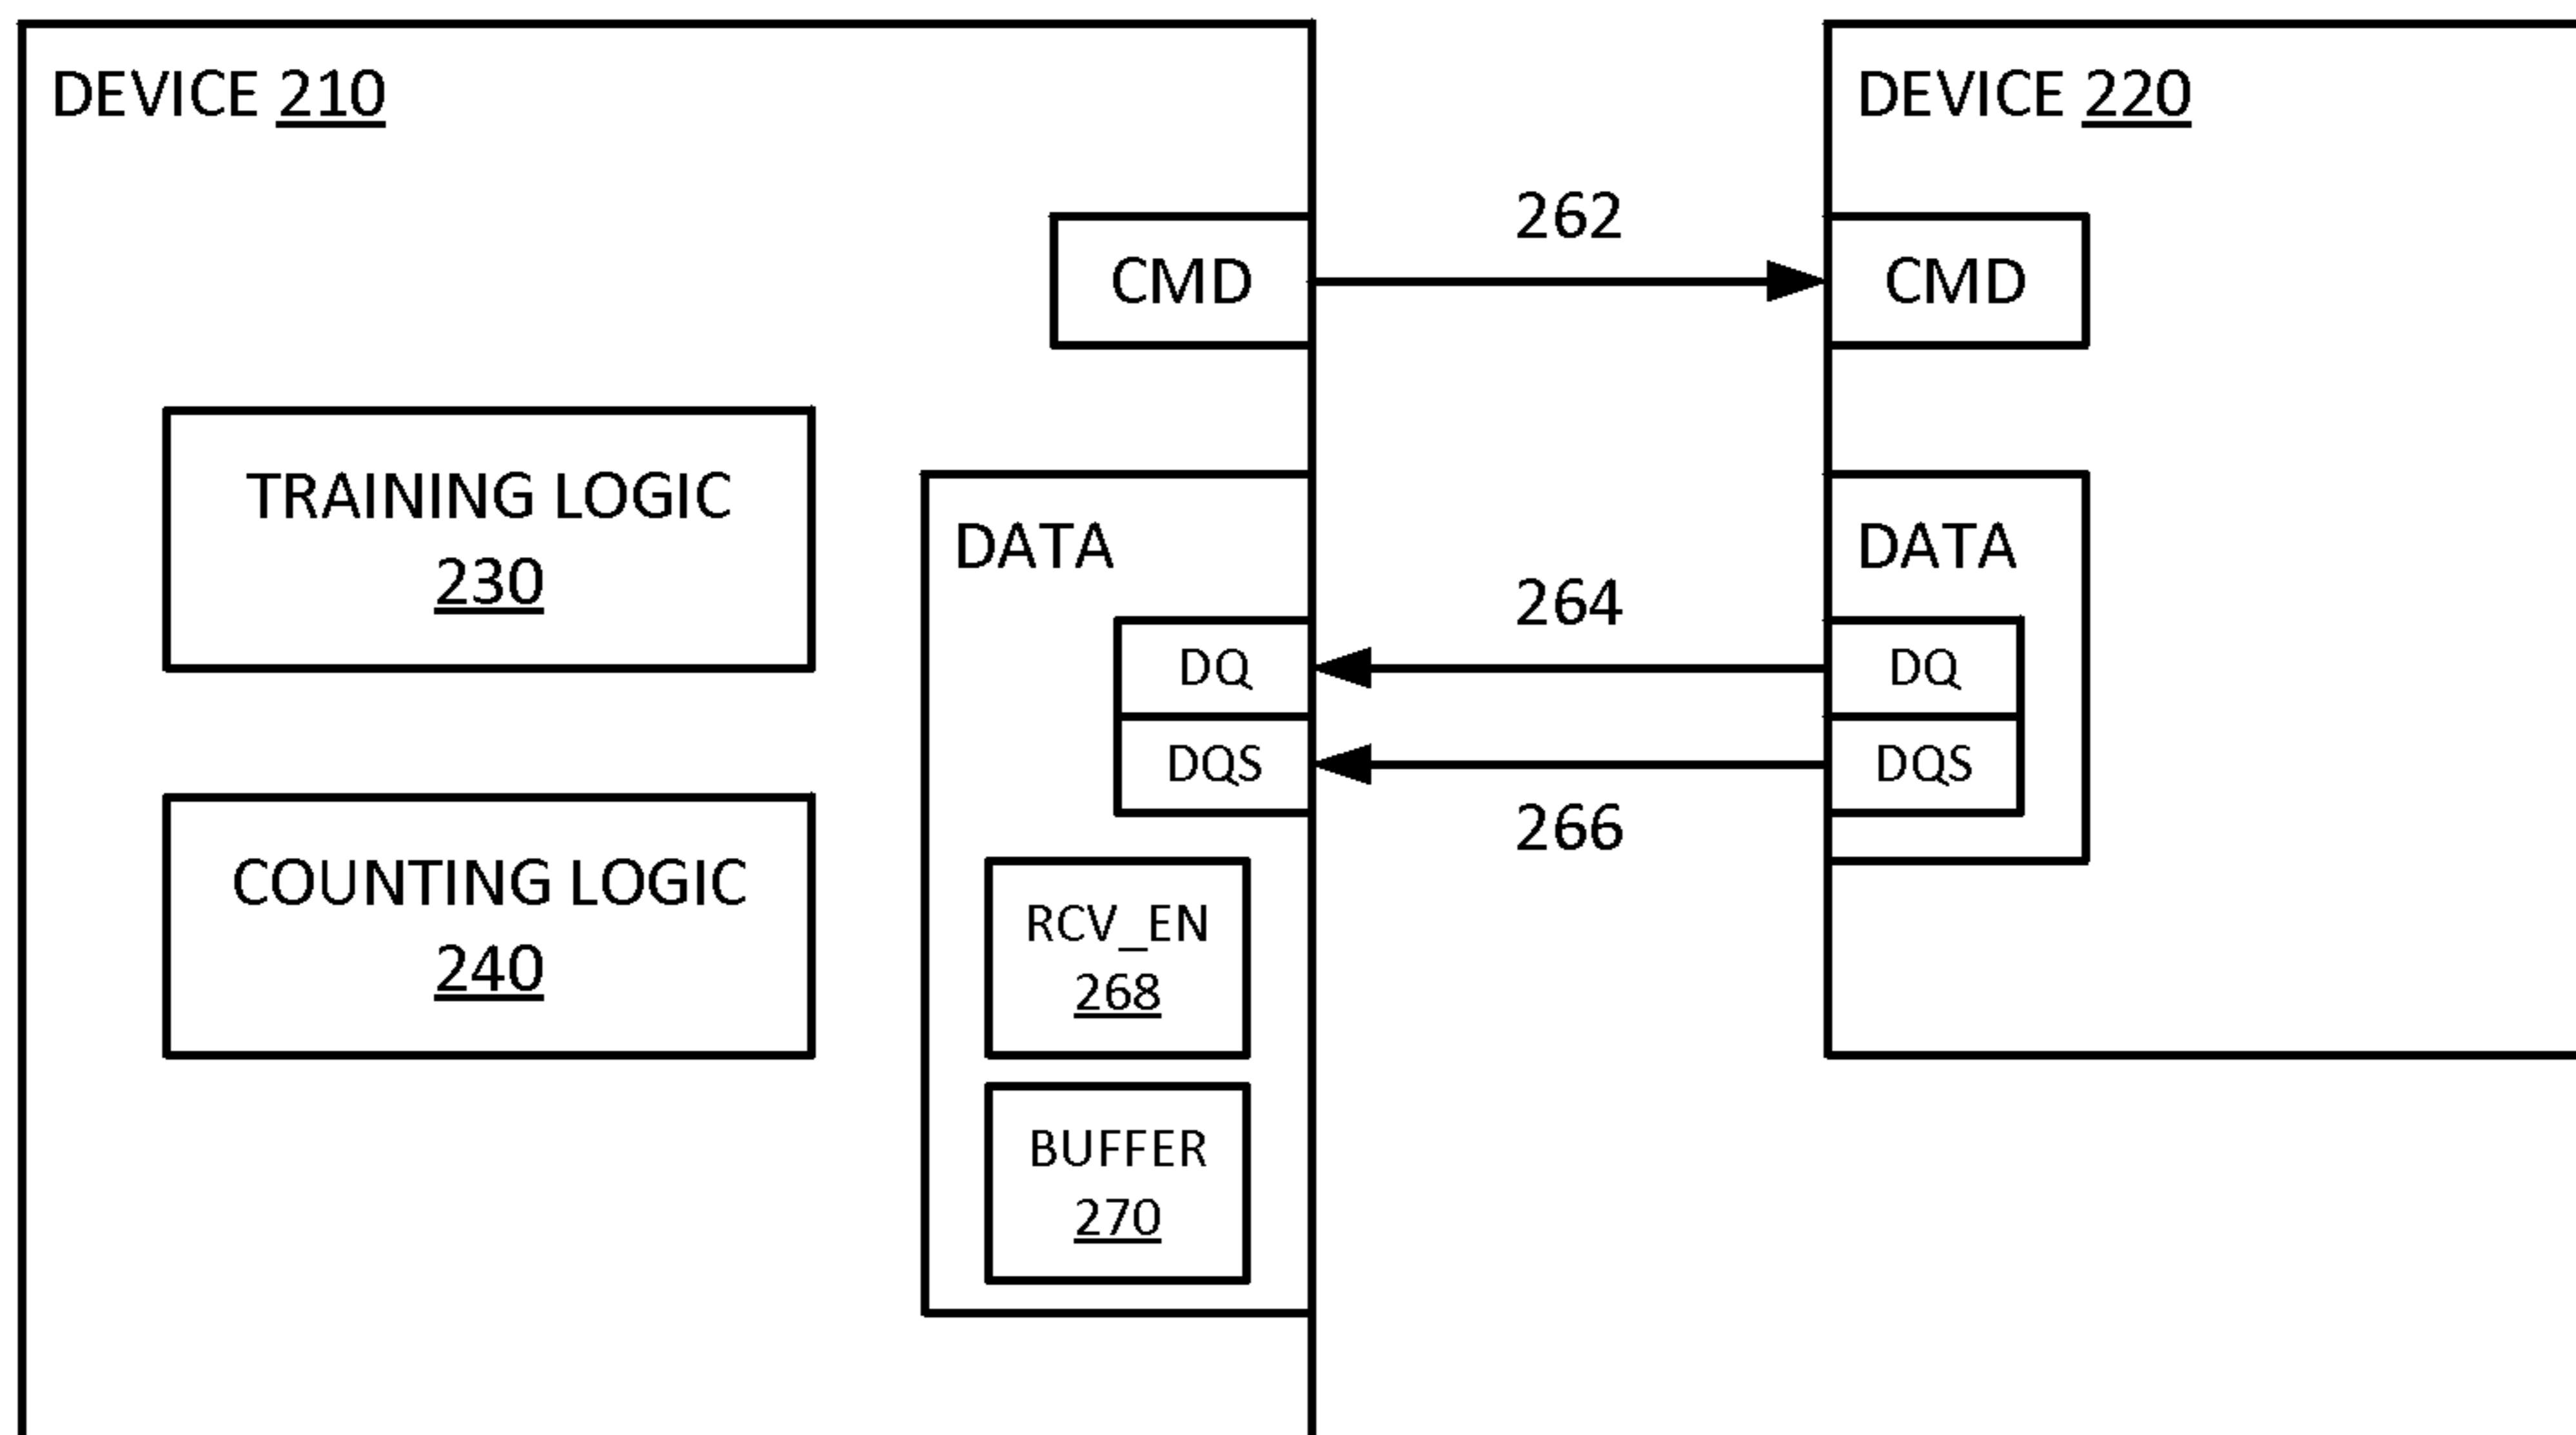 DEVICE 210
CMD
TRAINING LOGIC
230
COUNTING LOGIC
240
DATA
DQ
DQS
RCV_EN
268
BUFFER
270
262
264
266
DEVICE 220
CMD
DATA
DQ
DQS